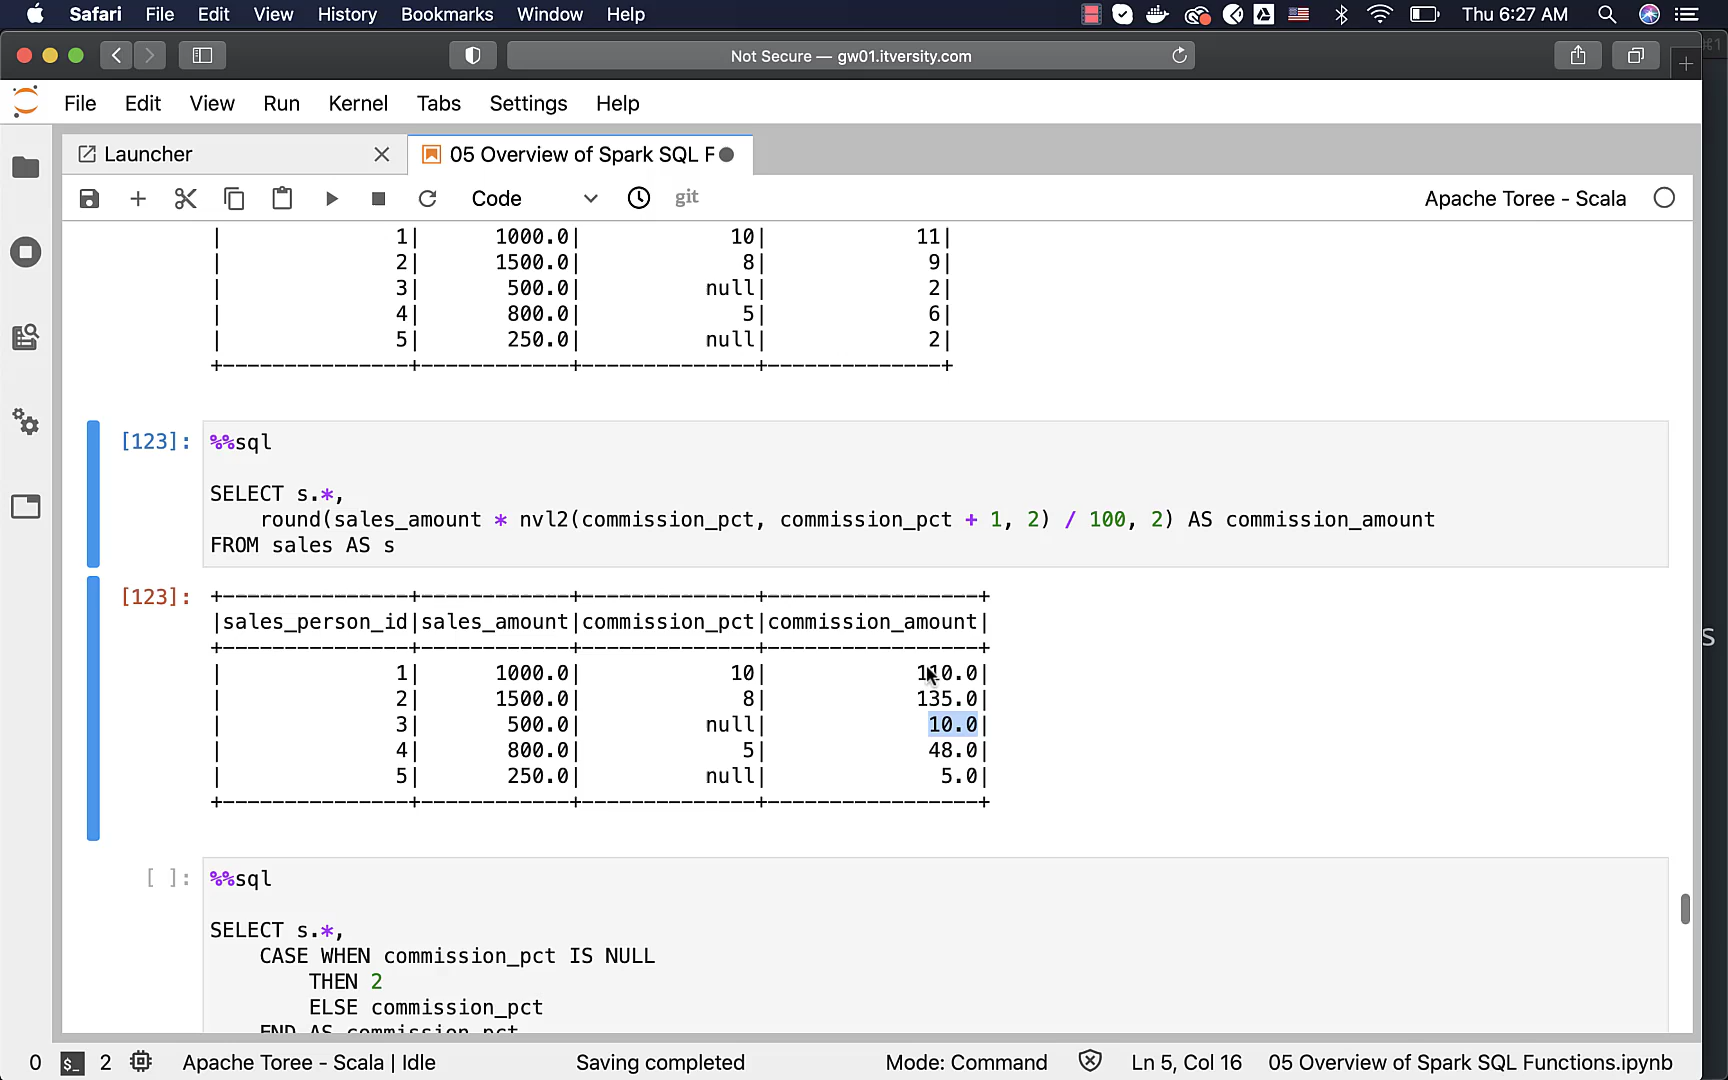 Safari File Edit View History Bookmarks Window Help Thu 6:27 AM
Not Secure — gw01.itversity.com
File Edit View Run Kernel Tabs Settings Help
Launcher 05 Overview of Spark SQL F
Code git Apache Toree - Scala
| 1| 1000.0| 10| 11|
| 2| 1500.0| 8| 9|
| 3| 500.0| null| 2|
| 4| 800.0| 5| 6|
| 5| 250.0| null| 2|
+---------------+------------+--------------+--------------+
[123]: %%sql
SELECT s.*,
round(sales_amount * nvl2(commission_pct, commission_pct + 1, 2) / 100, 2) AS commission_amount
FROM sales AS s
[123]: +---------------+------------+--------------+-----------------+
|sales_person_id|sales_amount|commission_pct|commission_amount|
+---------------+------------+--------------+-----------------+
| 1| 1000.0| 10| 110.0|
| 2| 1500.0| 8| 135.0|
| 3| 500.0| null| 10.0|
| 4| 800.0| 5| 48.0|
| 5| 250.0| null| 5.0|
+---------------+------------+--------------+-----------------+
[ ]: %%sql
SELECT s.*,
CASE WHEN commission_pct IS NULL
THEN 2
ELSE commission_pct
END AS commission_pct
0 $_ 2 Apache Toree - Scala | Idle Saving completed Mode: Command Ln 5, Col 16 05 Overview of Spark SQL Functions.ipynb